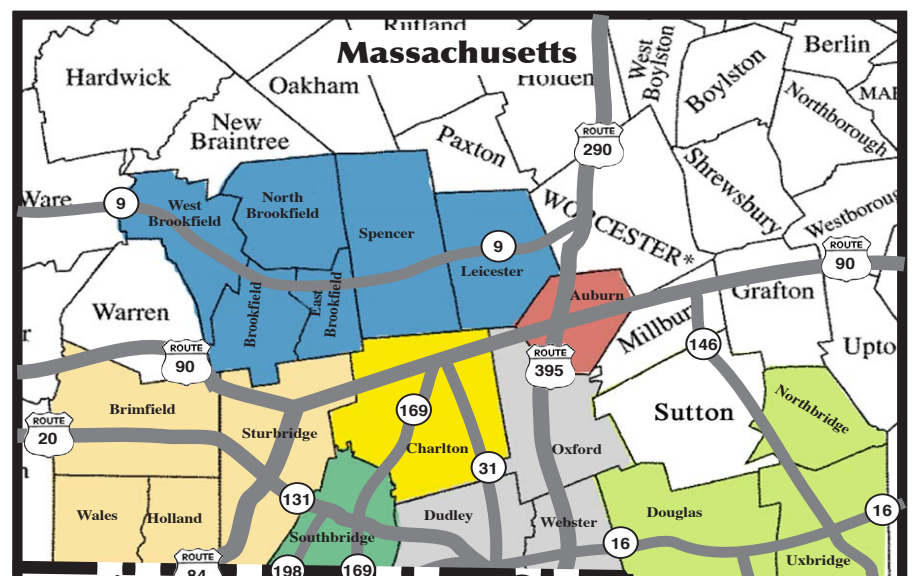 Rutland
Massachusetts
Hardwick
Oakham
Holden
West
Boylston
Boylston
Berlin
Northborough
MAR
New
Braintree
Paxton
ROUTE
290
Shrewsbury
Ware
9
West
Brookfield
North
Brookfield
Spencer
9
Leicester
WORCESTER*
Westboroug
ROUTE
90
Brookfield
East
Brookfield
Auburn
Grafton
Warren
Millbury
r
146
Upto
ROUTE
90
ROUTE
395
Brimfield
169
Sutton
Northbridge
ROUTE
20
Sturbridge
Charlton
Oxford
31
n
131
Wales
Holland
Dudley
Webster
Douglas
16
Southbridge
16
Uxbridge
ROUTE
84
198
169